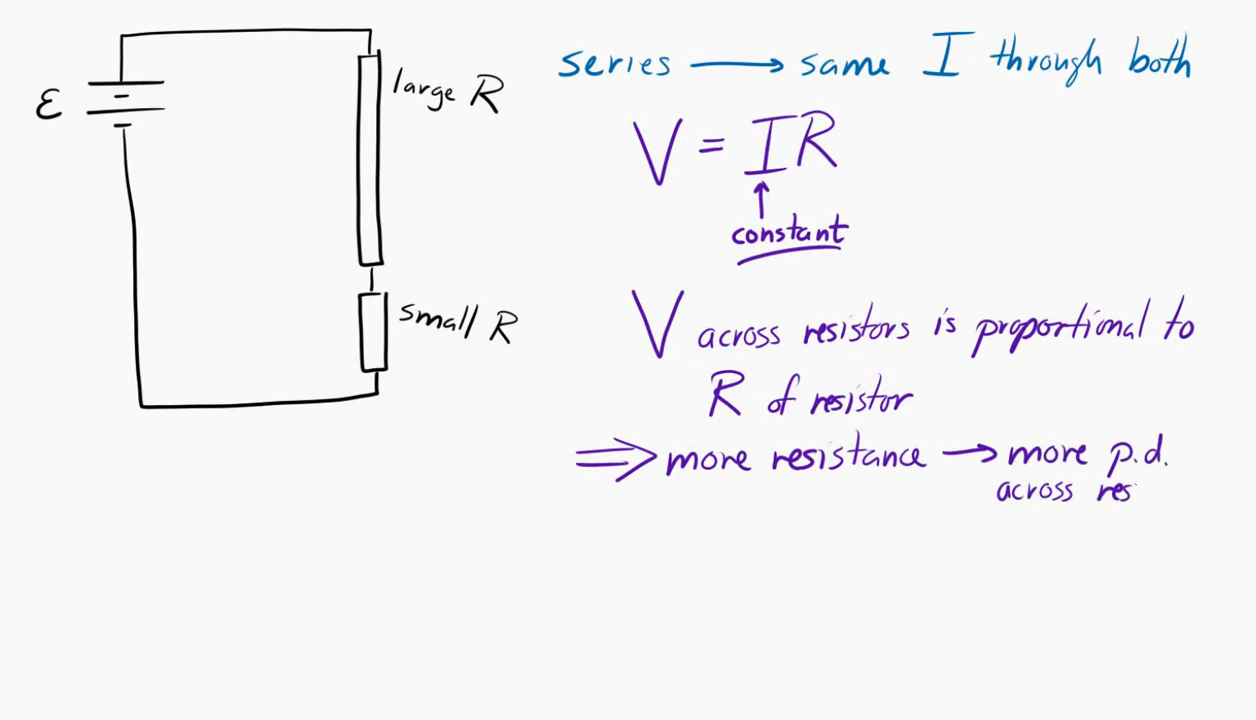 series → same I through both
ε
large R
V = IR
constant
small R
V across resistors is proportional to
R of resistor
⇒ more resistance → more p.d.
across res